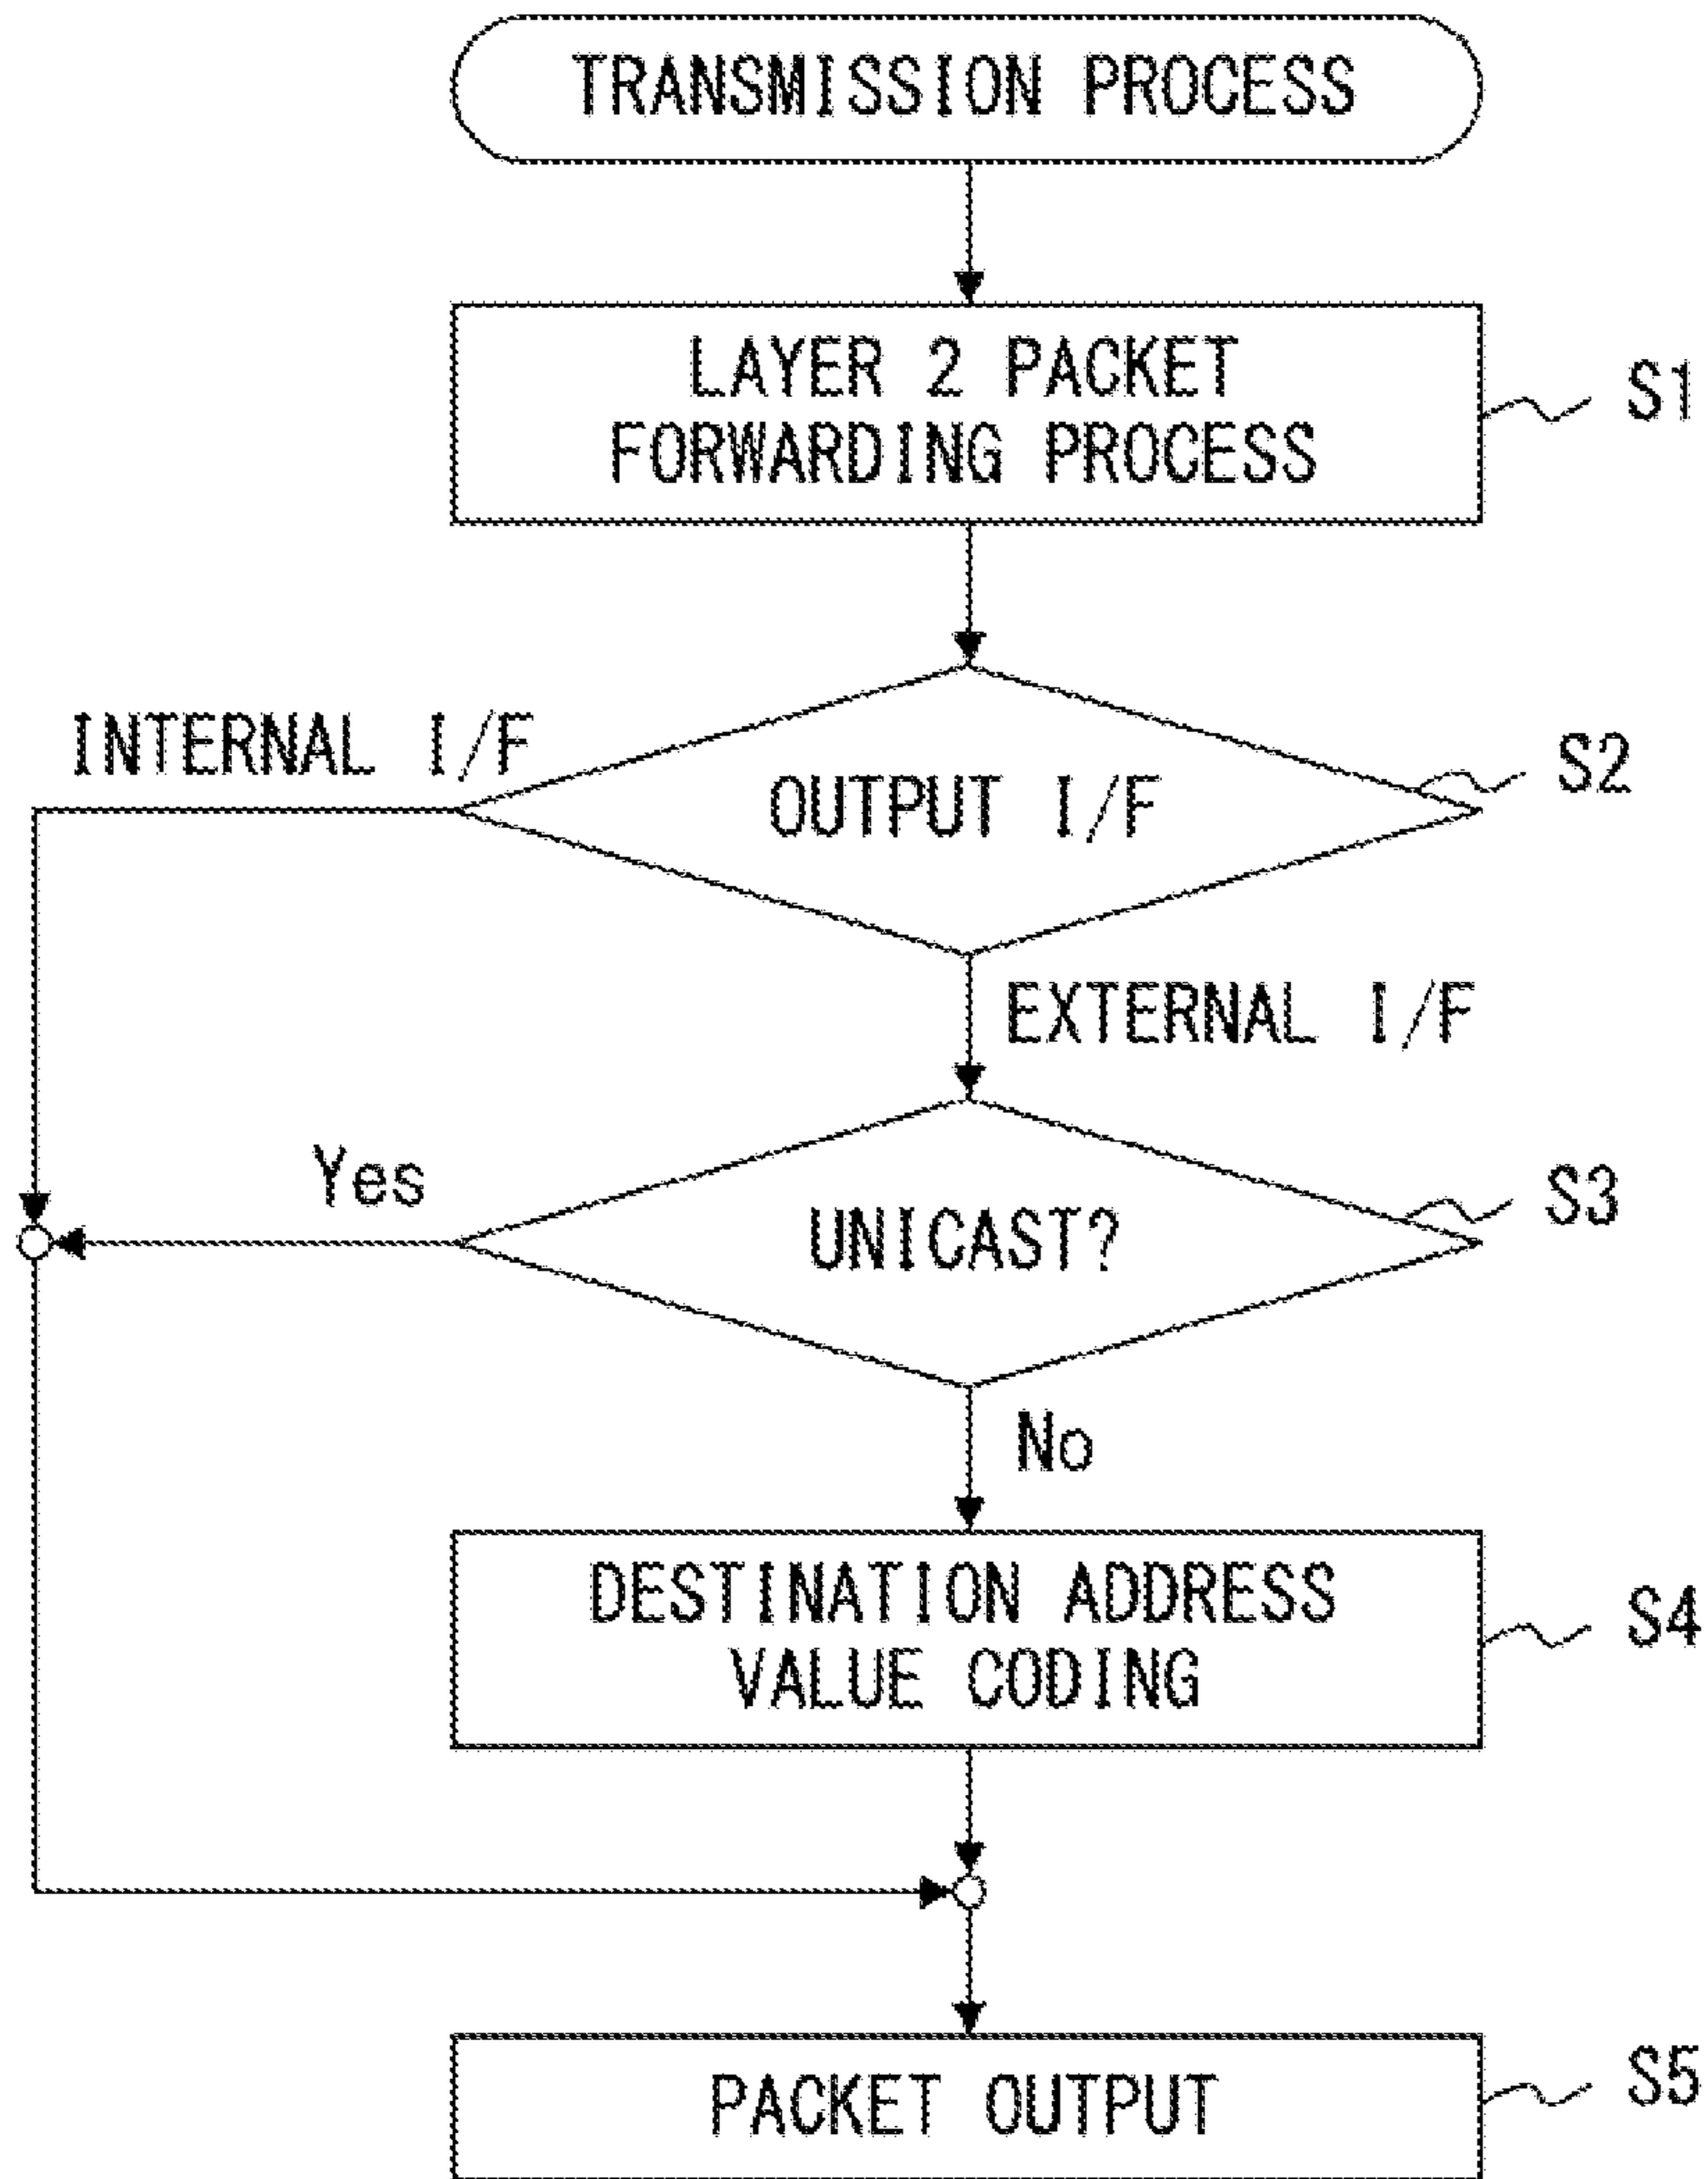 TRANSMISSION PROCESS
LAYER 2 PACKET
FORWARDING PROCESS
S1
INTERNAL I/F
OUTPUT I/F
S2
EXTERNAL I/F
Yes
UNICAST?
S3
No
DESTINATION ADDRESS
VALUE CODING
S4
PACKET OUTPUT
S5